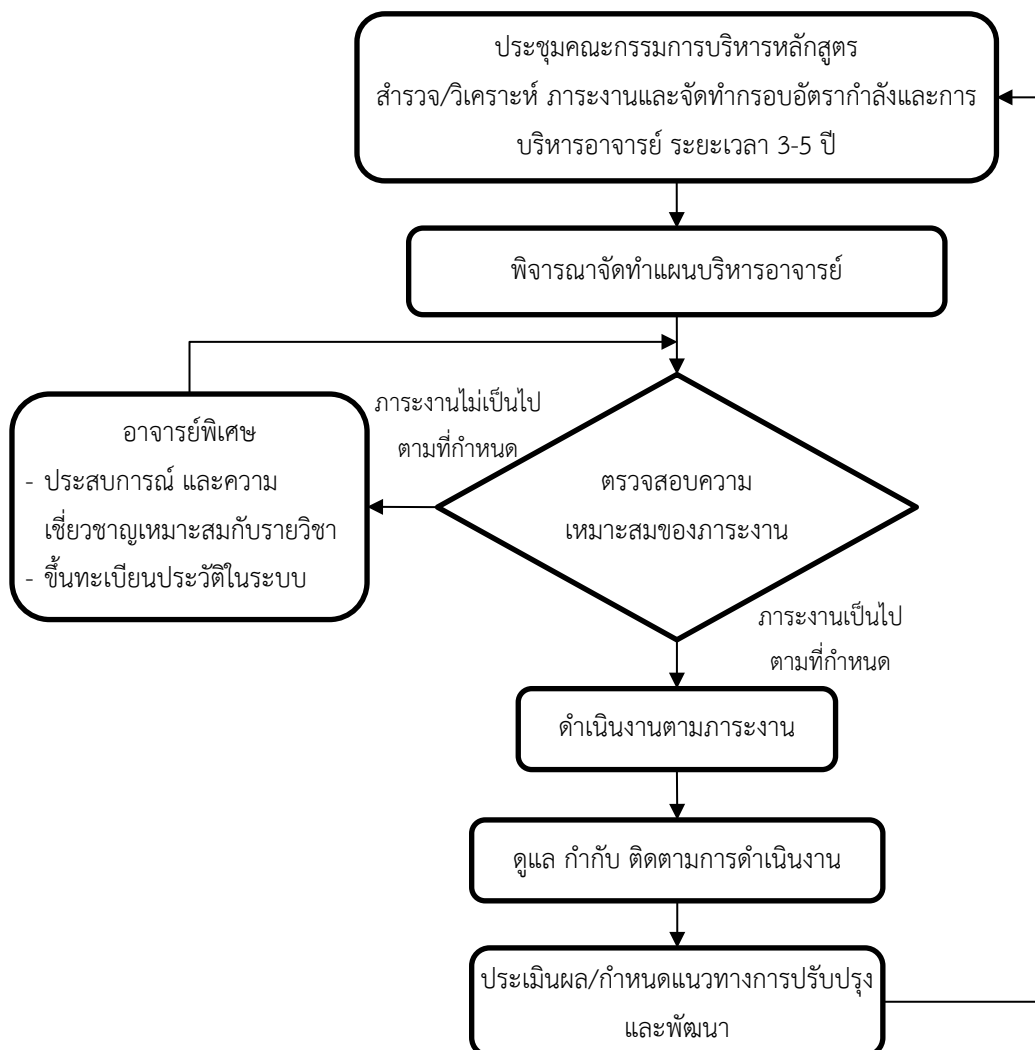 ประชุมคณะกรรมการบริหารหลักสูตร
สำรวจ/วิเคราะห์ ภาระงานและจัดทำกรอบอัตรากำลังและการ
บริหารอาจารย์ ระยะเวลา 3-5 ปี
พิจารณาจัดทำแผนบริหารอาจารย์
ภาระงานไม่เป็นไป
ตามที่กำหนด
อาจารย์พิเศษ
- ประสบการณ์ และความ
เชี่ยวชาญเหมาะสมกับรายวิชา
- ขึ้นทะเบียนประวัติในระบบ
ตรวจสอบความ
เหมาะสมของภาระงาน
ภาระงานเป็นไป
ตามที่กำหนด
ดำเนินงานตามภาระงาน
ดูแล กำกับ ติดตามการดำเนินงาน
ประเมินผล/กำหนดแนวทางการปรับปรุง
และพัฒนา